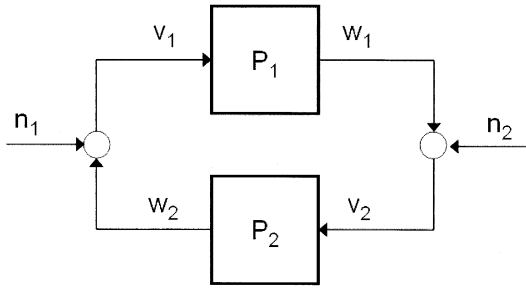 v₁ P₁ w₁
n₁ n₂
w₂ P₂ v₂